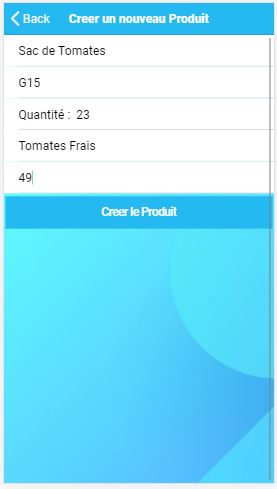 Back Creer un nouveau Produit
Sac de Tomates
G15
Quantité : 23
Tomates Frais
49
Creer le Produit